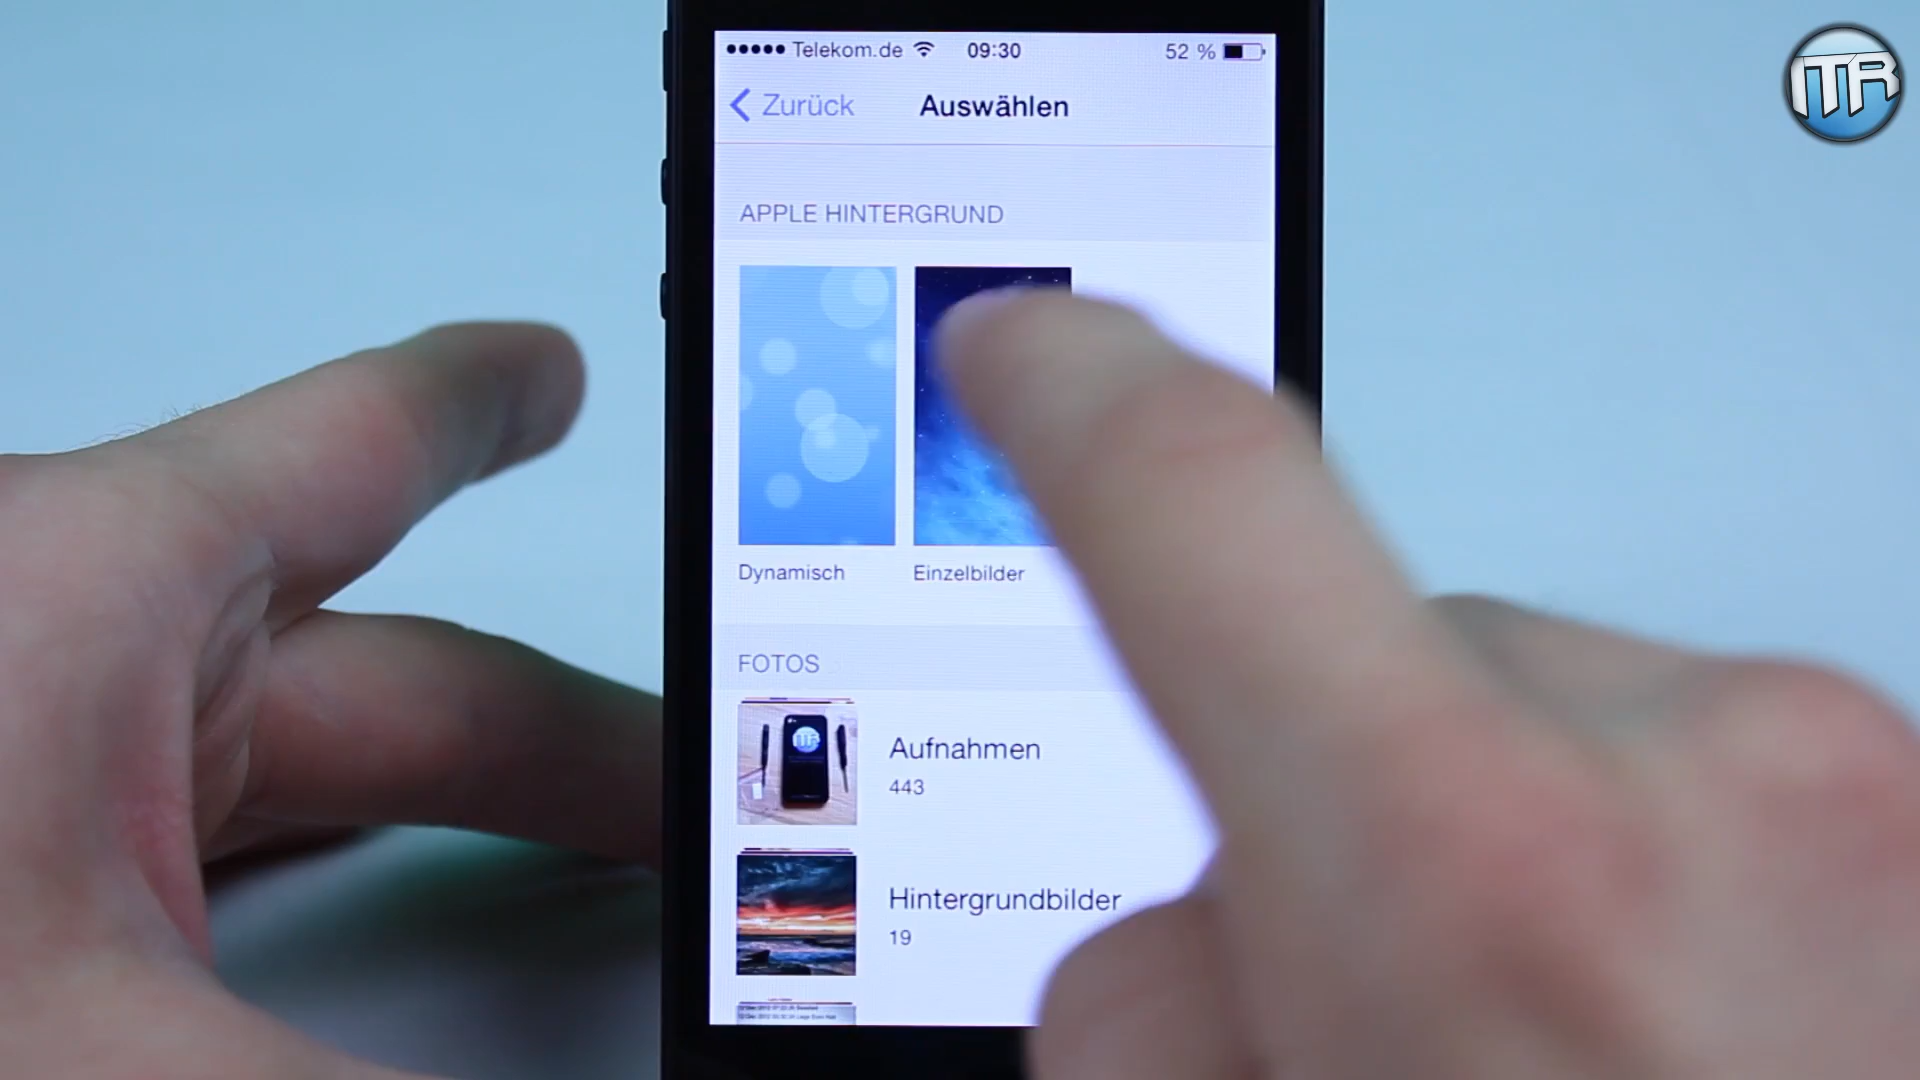 Telekom.de 09:30 52 %
Zurück Auswählen
APPLE HINTERGRUND
Dynamisch Einzelbilder
FOTOS
Aufnahmen
443
Hintergrundbilder
19
ITR